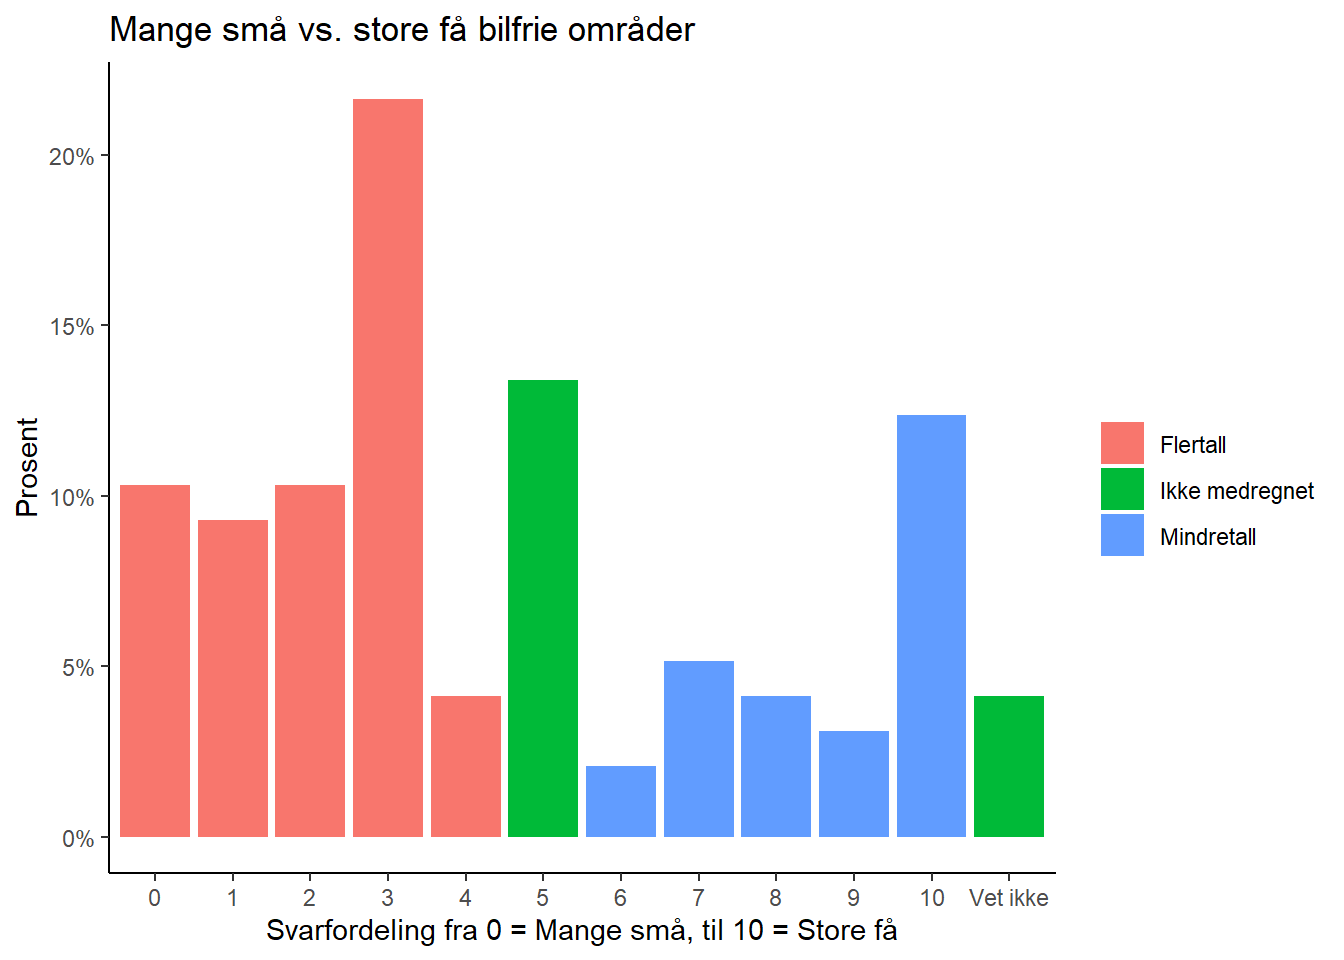 Mange små vs. store få bilfrie områder
Prosent
20%
15%
10%
5%
0%
0 1 2 3 4 5 6 7 8 9 10 Vet ikke
Svarfordeling fra 0 = Mange små, til 10 = Store få
Flertall
Ikke medregnet
Mindretall